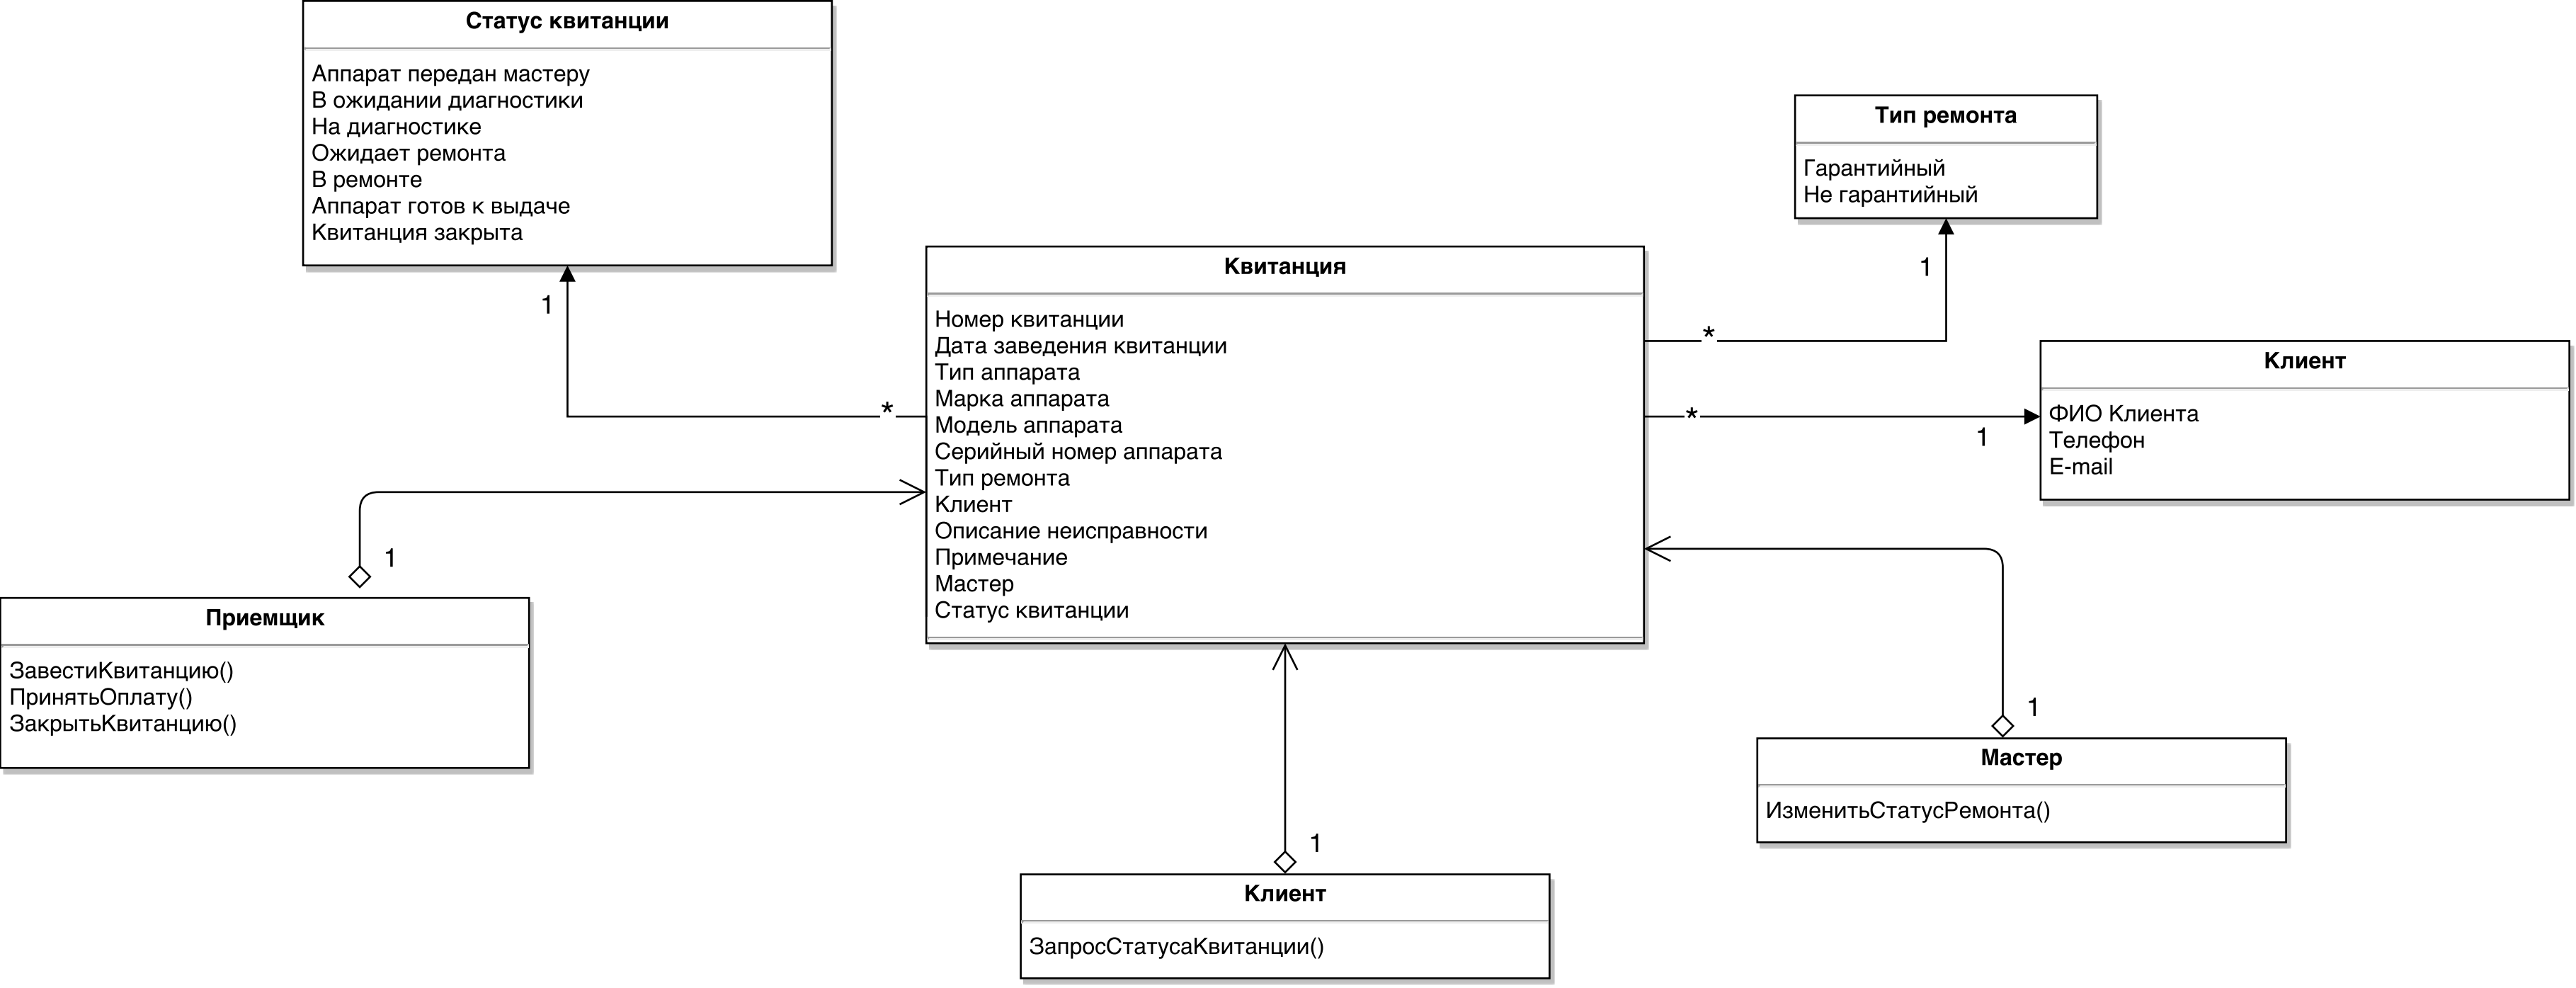 Статус квитанции
Аппарат передан мастеру
В ожидании диагностики
На диагностике
Ожидает ремонта
В ремонте
Аппарат готов к выдаче
Квитанция закрыта
1
*
Тип ремонта
Гарантийный
Не гарантийный
1
*
Квитанция
Номер квитанции
Дата заведения квитанции
Тип аппарата
Марка аппарата
Модель аппарата
Серийный номер аппарата
Тип ремонта
Клиент
Описание неисправности
Примечание
Мастер
Статус квитанции
*
1
Клиент
ФИО Клиента
Телефон
E-mail
1
Приемщик
ЗавестиКвитанцию()
ПринятьОплату()
ЗакрытьКвитанцию()
1
Мастер
ИзменитьСтатусРемонта()
1
Клиент
ЗапросСтатусаКвитанции()